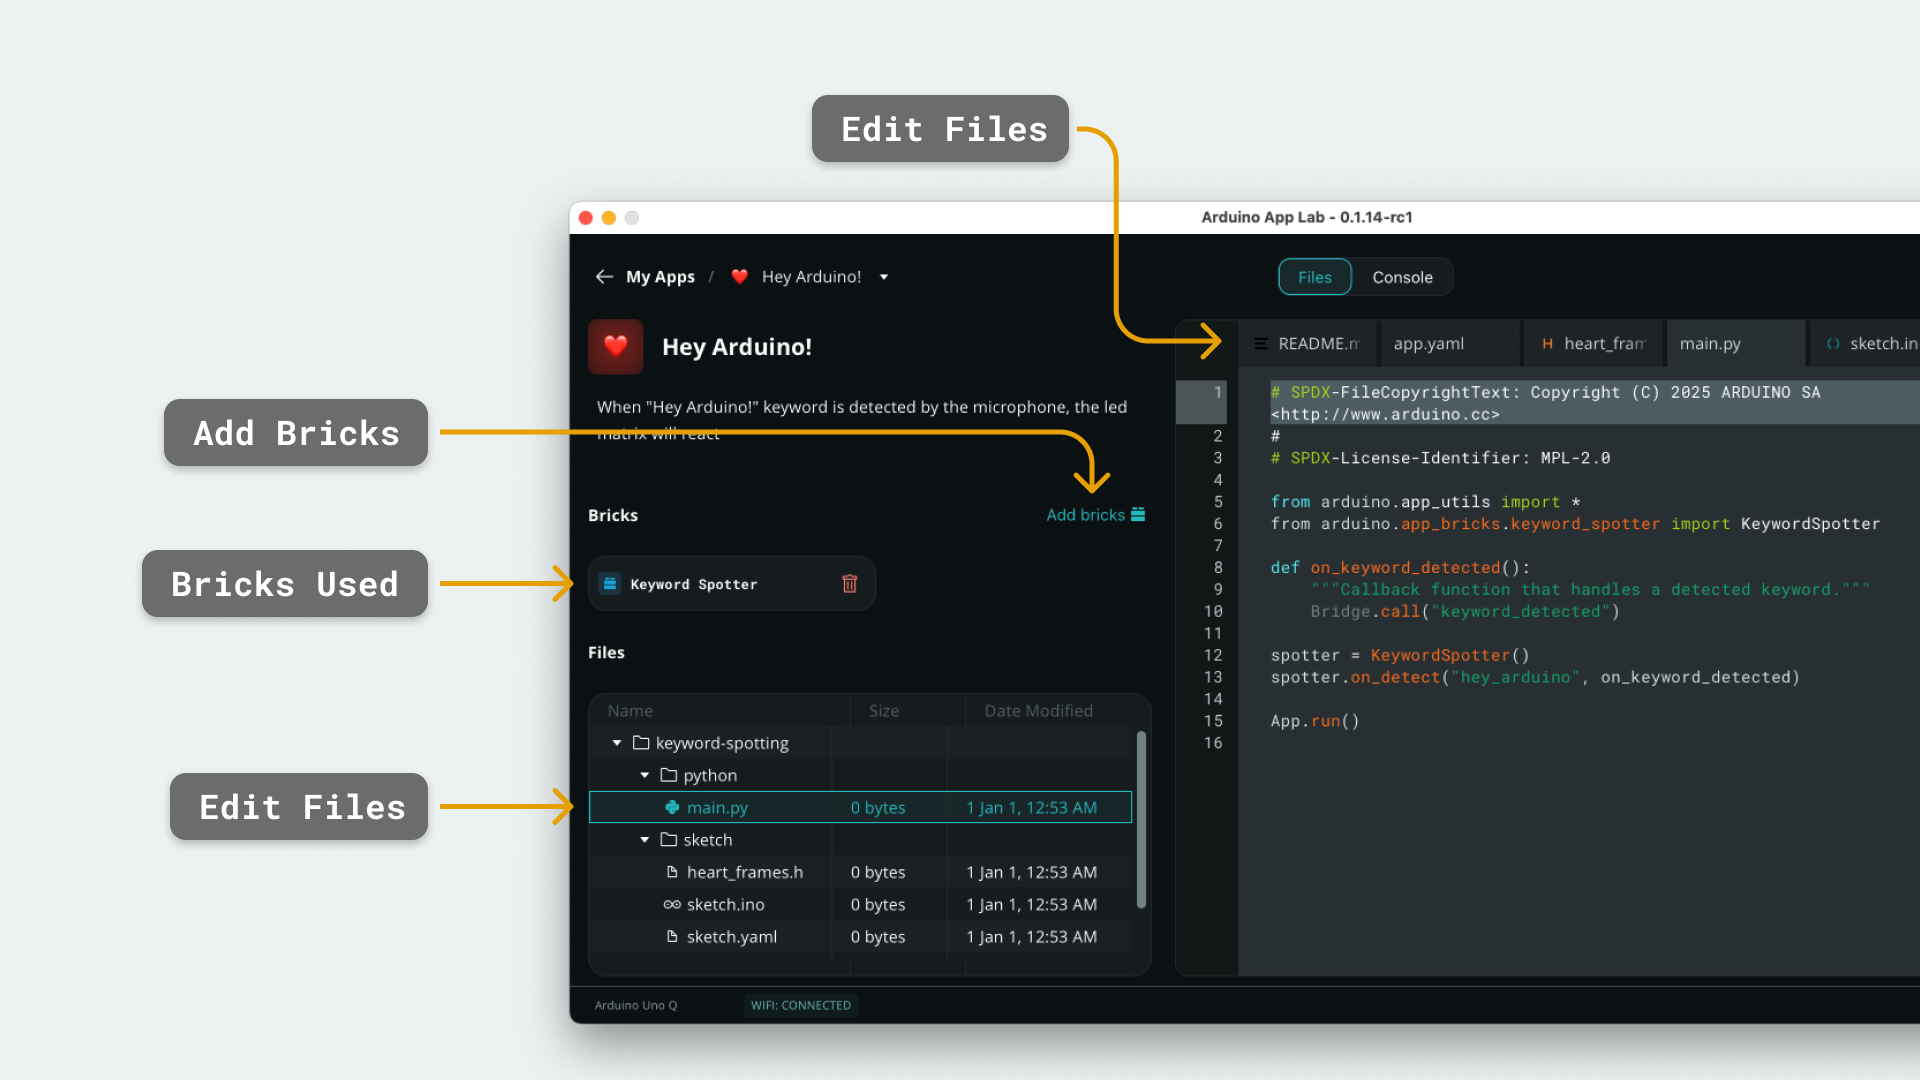 Edit Files
Arduino App Lab - 0.1.14-rc1
My Apps / Hey Arduino!
Files Console
Hey Arduino!
When "Hey Arduino!" keyword is detected by the microphone, the led
matrix will react
Add Bricks
Bricks
Add bricks
Bricks Used
Keyword Spotter
Files
Name Size Date Modified
keyword-spotting
python
Edit Files
main.py 0 bytes 1 Jan 1, 12:53 AM
sketch
heart_frames.h 0 bytes 1 Jan 1, 12:53 AM
sketch.ino 0 bytes 1 Jan 1, 12:53 AM
sketch.yaml 0 bytes 1 Jan 1, 12:53 AM
README.m app.yaml H heart_fram main.py sketch.in
1 # SPDX-FileCopyrightText: Copyright (C) 2025 ARDUINO SA
<http://www.arduino.cc>
2 #
3 # SPDX-License-Identifier: MPL-2.0
4
5 from arduino.app_utils import *
6 from arduino.app_bricks.keyword_spotter import KeywordSpotter
7
8 def on_keyword_detected():
9 """Callback function that handles a detected keyword."""
10 Bridge.call("keyword_detected")
11
12 spotter = KeywordSpotter()
13 spotter.on_detect("hey_arduino", on_keyword_detected)
14
15 App.run()
16
Arduino Uno Q
WIFI: CONNECTED